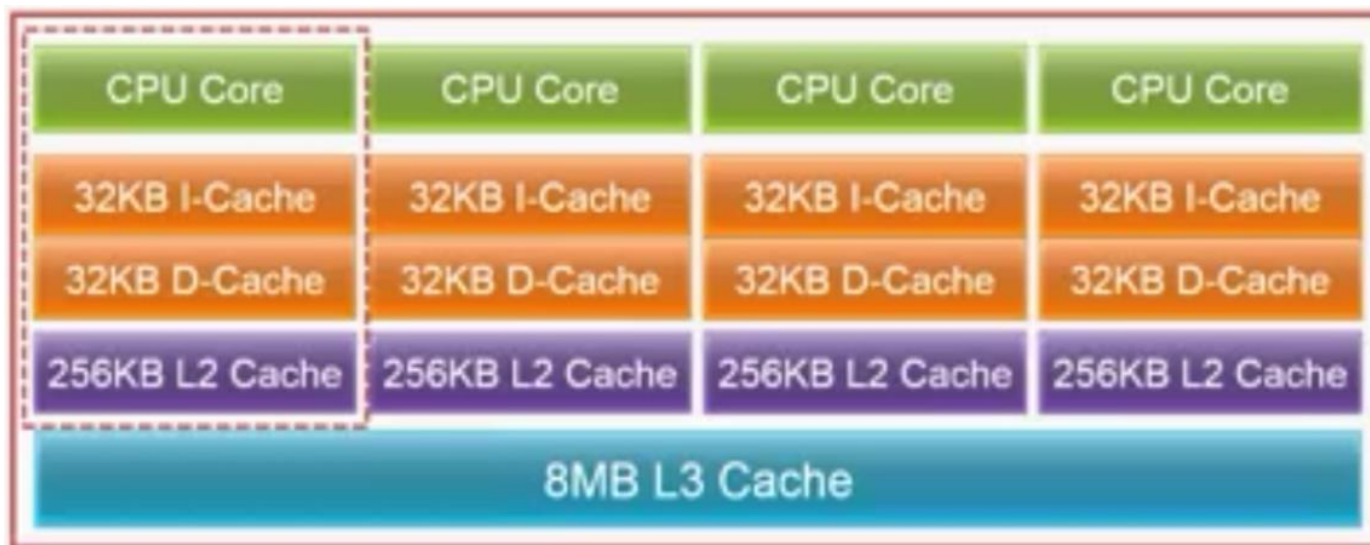 CPU Core CPU Core CPU Core CPU Core
32KB I-Cache 32KB I-Cache 32KB I-Cache 32KB I-Cache
32KB D-Cache 32KB D-Cache 32KB D-Cache 32KB D-Cache
256KB L2 Cache 256KB L2 Cache 256KB L2 Cache 256KB L2 Cache
8MB L3 Cache